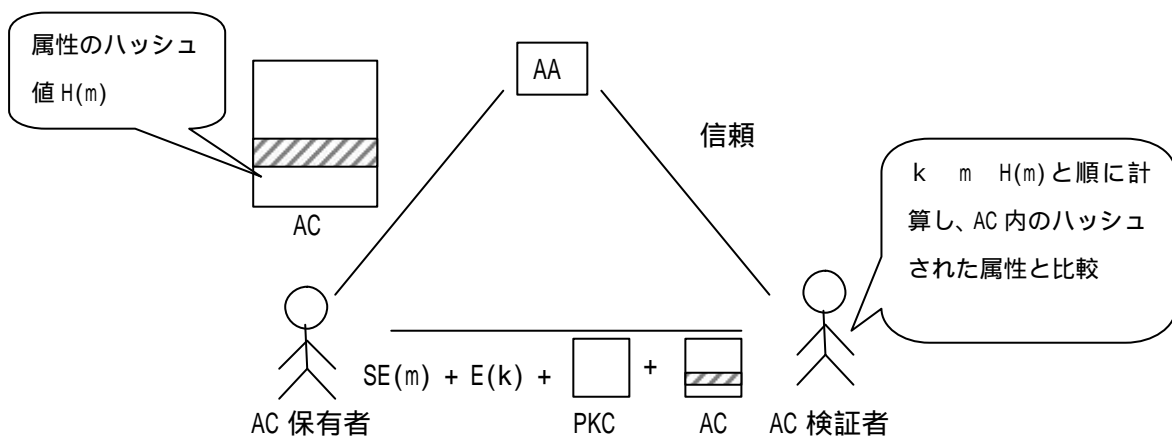 属性のハッシュ
値 H(m)
AA
信頼
k m H(m)と順に計
算し、AC 内のハッシュ
された属性と比較
AC
SE(m) + E(k) + +
AC 保有者
PKC
AC
AC 検証者